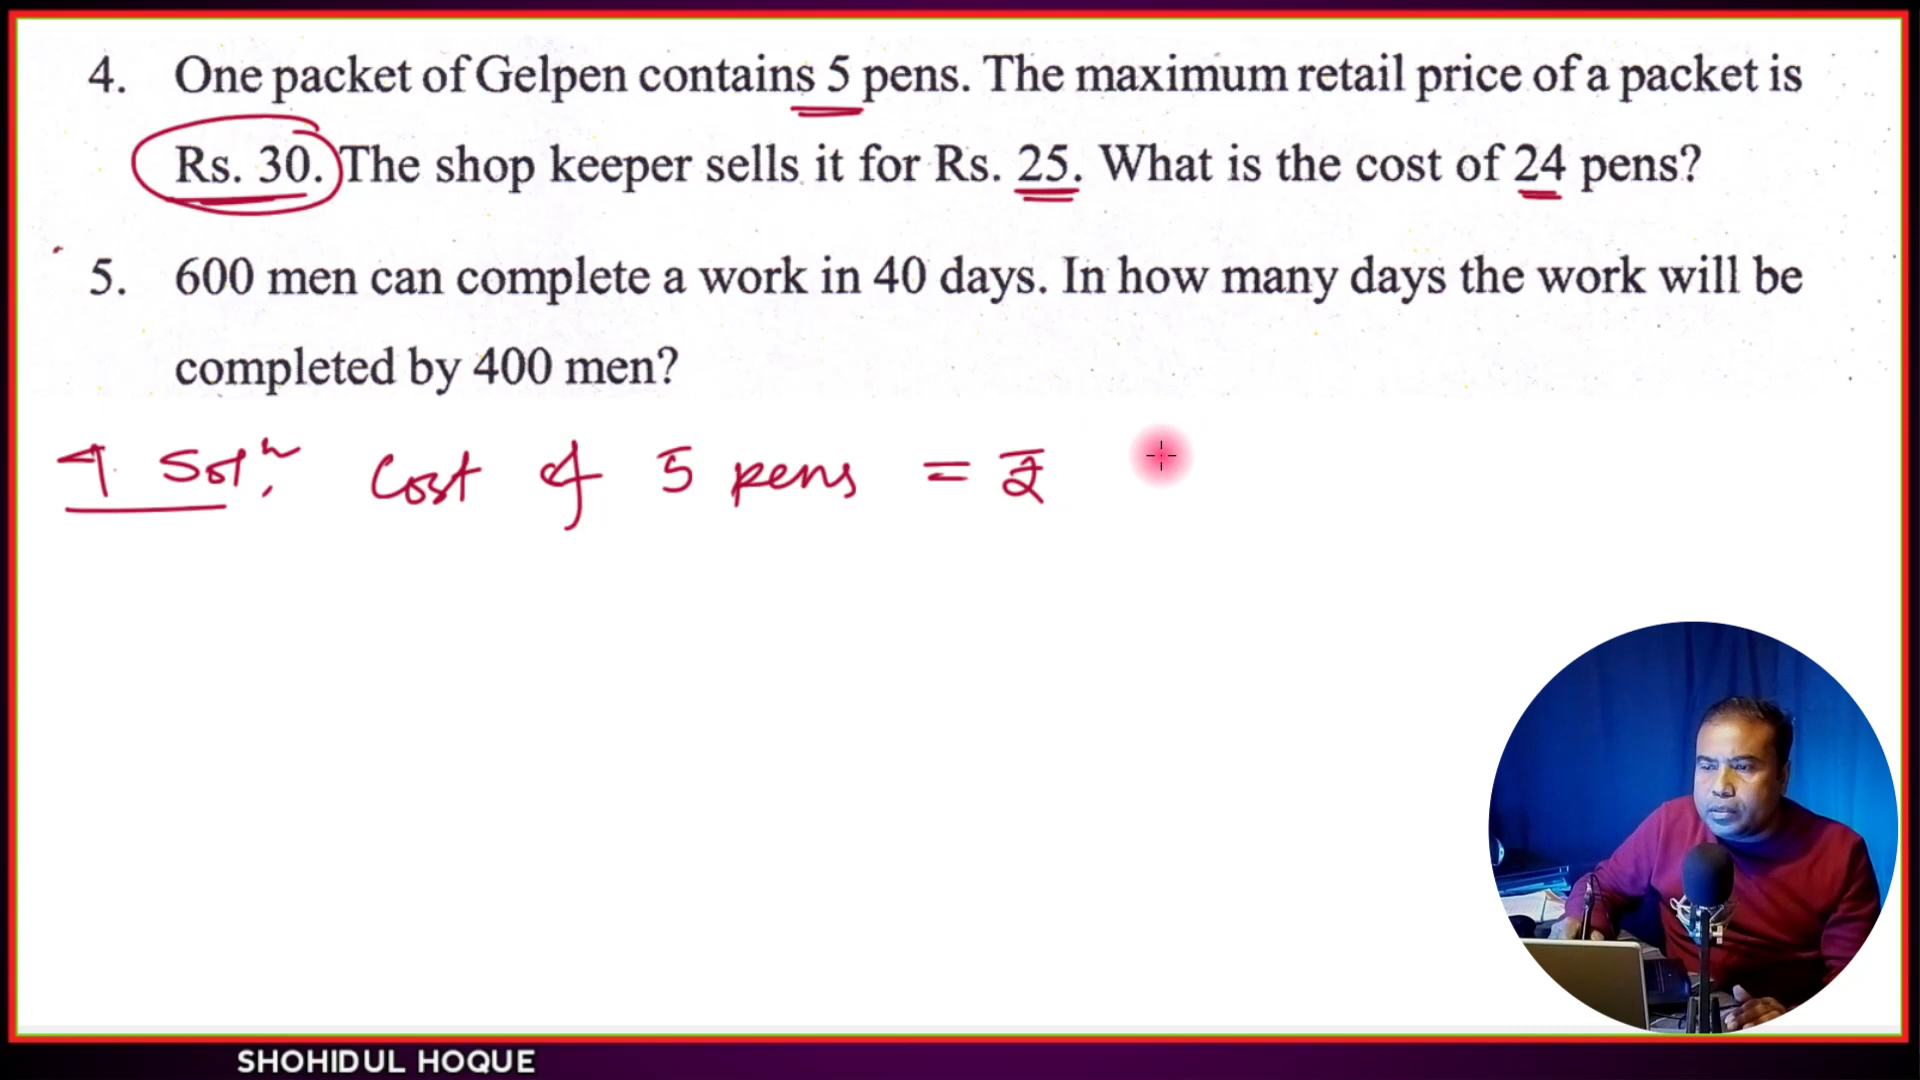 4. One packet of Gelpen contains 5 pens. The maximum retail price of a packet is
Rs. 30. The shop keeper sells it for Rs. 25. What is the cost of 24 pens?
5. 600 men can complete a work in 40 days. In how many days the work will be
completed by 400 men?
4 Solⁿ. Cost of 5 pens = ₹
SHOHIDUL HOQUE